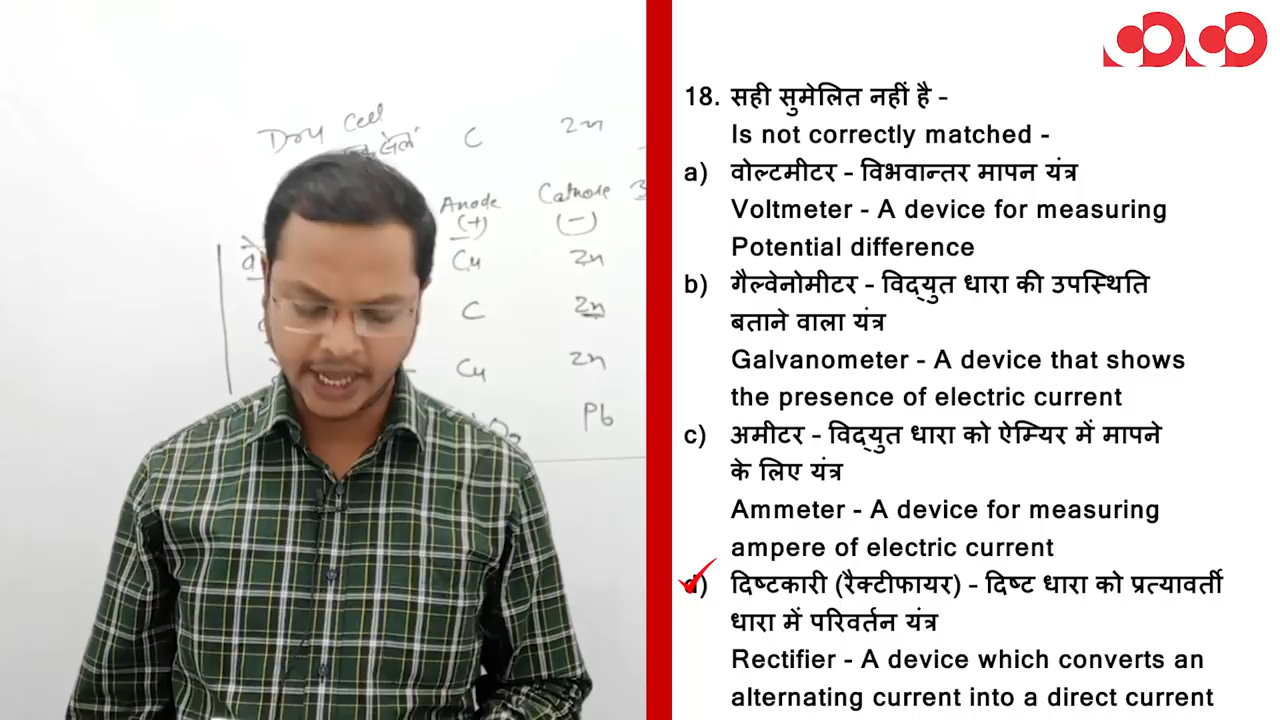 Dry Cell
C
Zn
सेल
Anode
Cathode
(+)
(-)
a
Cu
Zn
C
Zn
Cu
Zn
Pb
18. सही सुमेलित नहीं है –
Is not correctly matched -
a) वोल्टमीटर – विभवान्तर मापन यंत्र
Voltmeter - A device for measuring
Potential difference
b) गैल्वेनोमीटर – विद्युत धारा की उपस्थिति
बताने वाला यंत्र
Galvanometer - A device that shows
the presence of electric current
c) अमीटर – विद्युत धारा को ऐम्यिर में मापने
के लिए यंत्र
Ammeter - A device for measuring
ampere of electric current
d) दिष्टकारी (रैक्टीफायर) – दिष्ट धारा को प्रत्यावर्ती
धारा में परिवर्तन यंत्र
Rectifier - A device which converts an
alternating current into a direct current